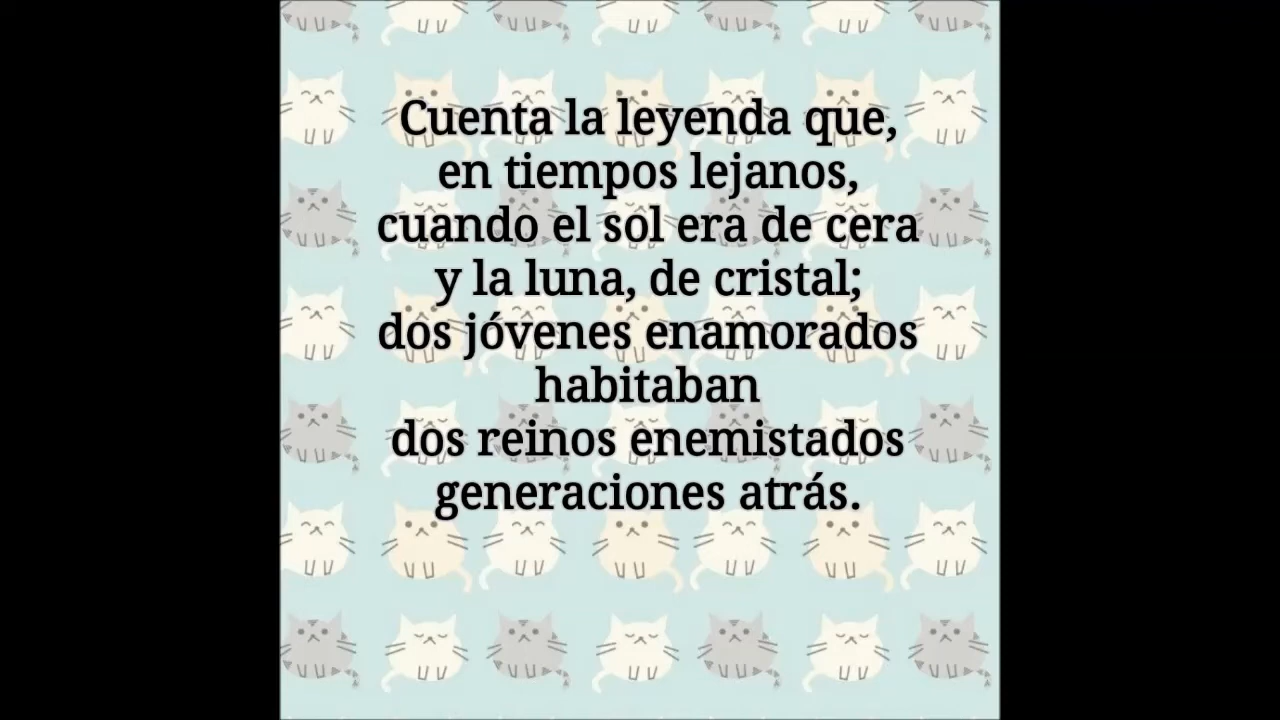 Cuenta la leyenda que,
en tiempos lejanos,
cuando el sol era de cera
y la luna, de cristal;
dos jóvenes enamorados
habitaban
dos reinos enemistados
generaciones atrás.